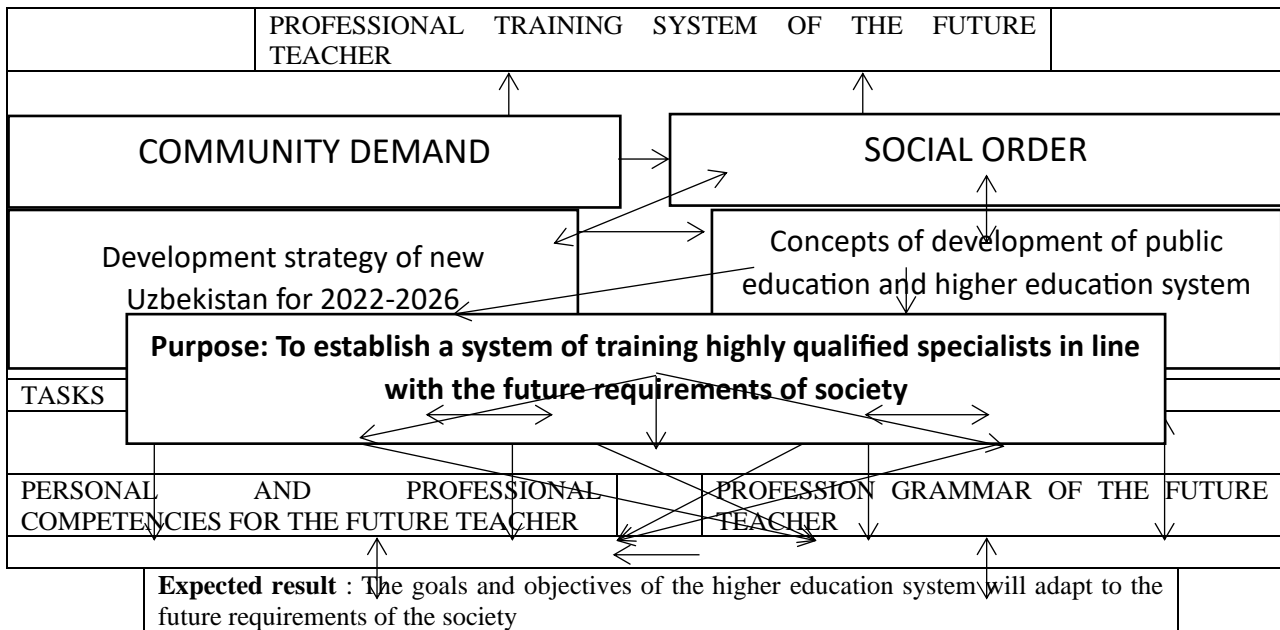 PROFESSIONAL TRAINING SYSTEM OF THE FUTURE
TEACHER
COMMUNITY DEMAND
SOCIAL ORDER
Development strategy of new
Uzbekistan for 2022-2026
Concepts of development of public
education and higher education system
Purpose: To establish a system of training highly qualified specialists in line
with the future requirements of society
TASKS
PERSONAL AND PROFESSIONAL
COMPETENCIES FOR THE FUTURE TEACHER
PROFESSION GRAMMAR OF THE FUTURE
TEACHER
Expected result : The goals and objectives of the higher education system will adapt to the
future requirements of the society